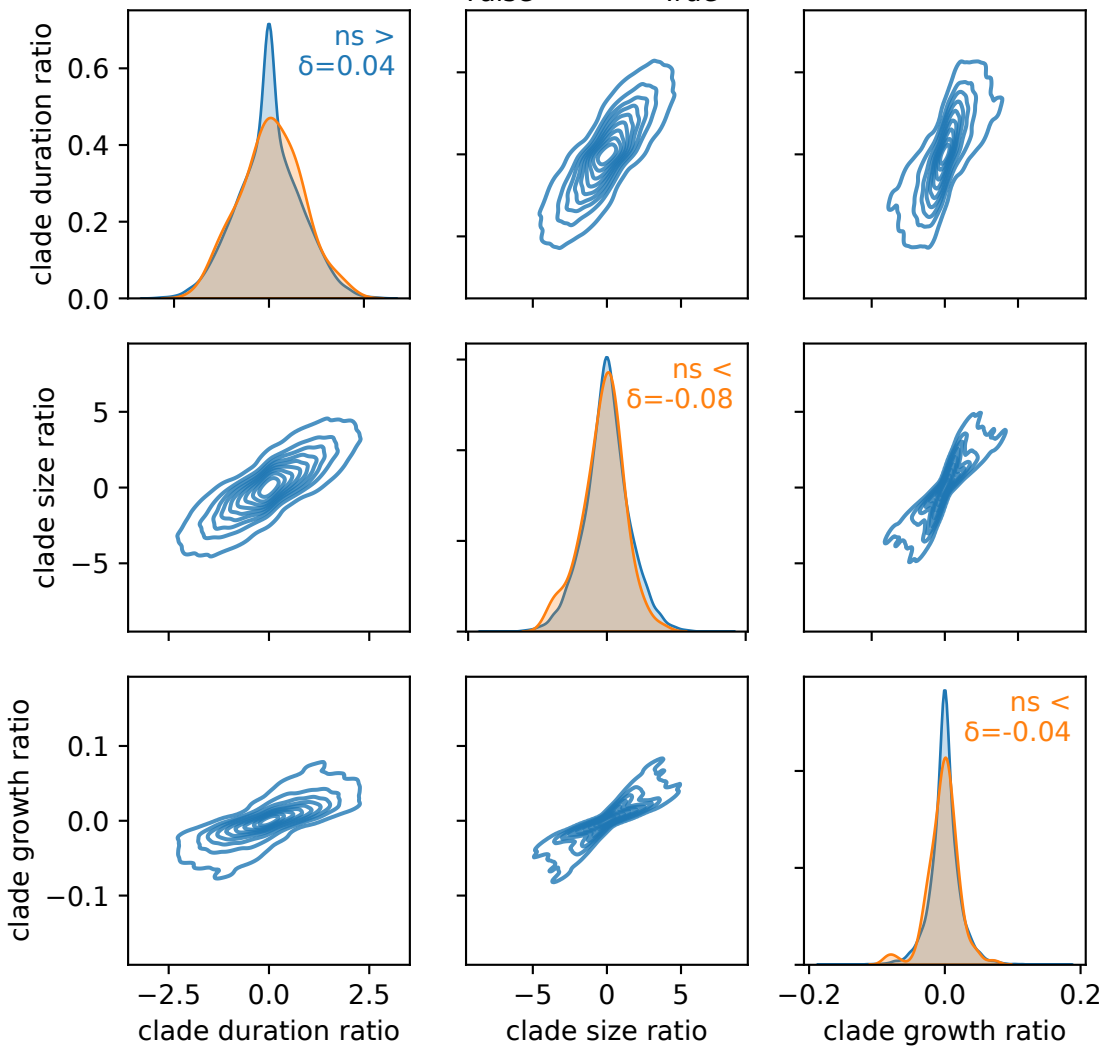 clade duration ratio
0.6
0.4
0.2
0.0
ns >
δ=0.04
clade size ratio
5
0
−5
ns <
δ=-0.08
clade growth ratio
0.1
0.0
−0.1
ns <
δ=-0.04
−2.5 0.0 2.5
−5 0 5
−0.2 0.0 0.2
clade duration ratio
clade size ratio
clade growth ratio